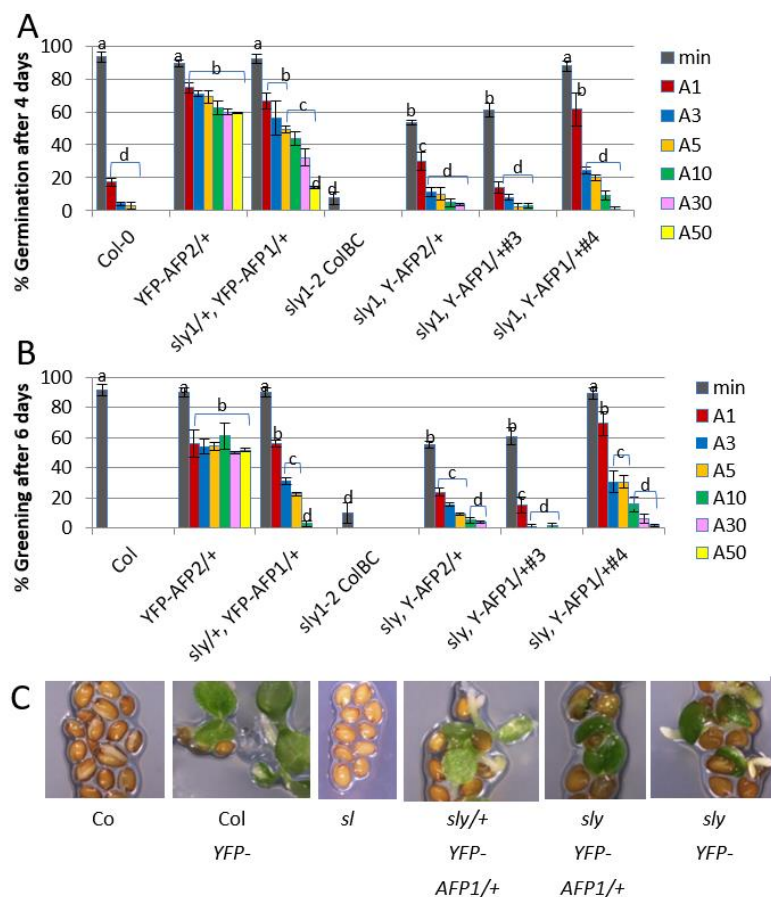 A
% Germination after 4 days
100
80
60
40
20
0
a
d
a
b
a
b
c
d
d
c
d
a
d
a
b
d
min
A1
A3
A5
A10
A30
A50
Col-0
YFP-AFP2/+
sly1/+, YFP-AFP1/+
sly1-2 ColBC
sly1, Y-AFP2/+
sly1, Y-AFP1/+#3
sly1, Y-AFP1/+#4
B
% Greening after 6 days
100
80
60
40
20
0
a
a
b
a
b
c
d
d
b
c
d
b
c
d
a
b
c
d
min
A1
A3
A5
A10
A30
A50
Col
YFP-AFP2/+
sly/+, YFP-AFP1/+
sly1-2 ColBC
sly, Y-AFP2/+
sly, Y-AFP1/+#3
sly, Y-AFP1/+#4
C
Co Col sl sly/+ sly sly
YFP- YFP- YFP- YFP-
AFP1/+ AFP1/+